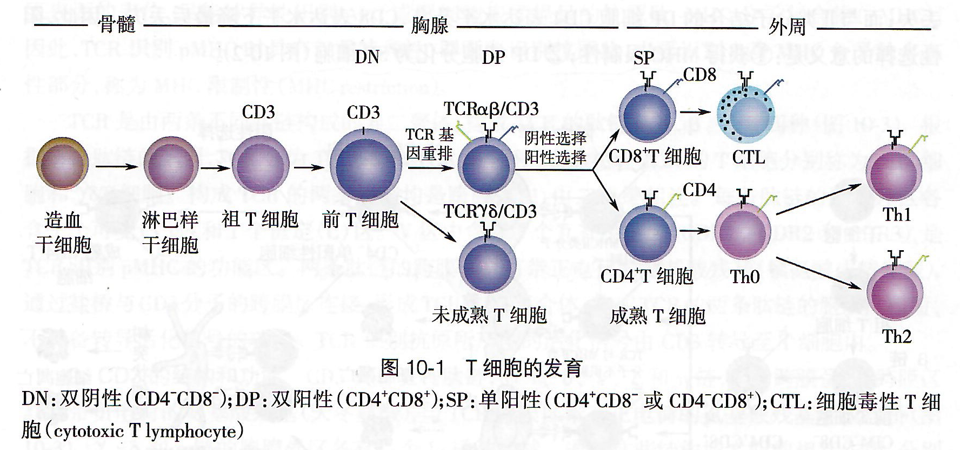 骨髓 胸腺 外周
DN DP SP
CD3 CD3 TCRαβ/CD3 CD8
TCR 基因重排
阴性选择
阳性选择
CD8⁺T 细胞 CTL
造血干细胞 淋巴样干细胞 祖 T 细胞 前 T 细胞
TCRγδ/CD3 CD4
Th1
CD4⁺T 细胞 Th0
未成熟 T 细胞 成熟 T 细胞 Th2
图 10-1 T 细胞的发育
DN:双阴性(CD4⁻CD8⁻);DP:双阳性(CD4⁺CD8⁺);SP:单阳性(CD4⁺CD8⁻ 或 CD4⁻CD8⁺);CTL:细胞毒性 T 细
胞(cytotoxic T lymphocyte)